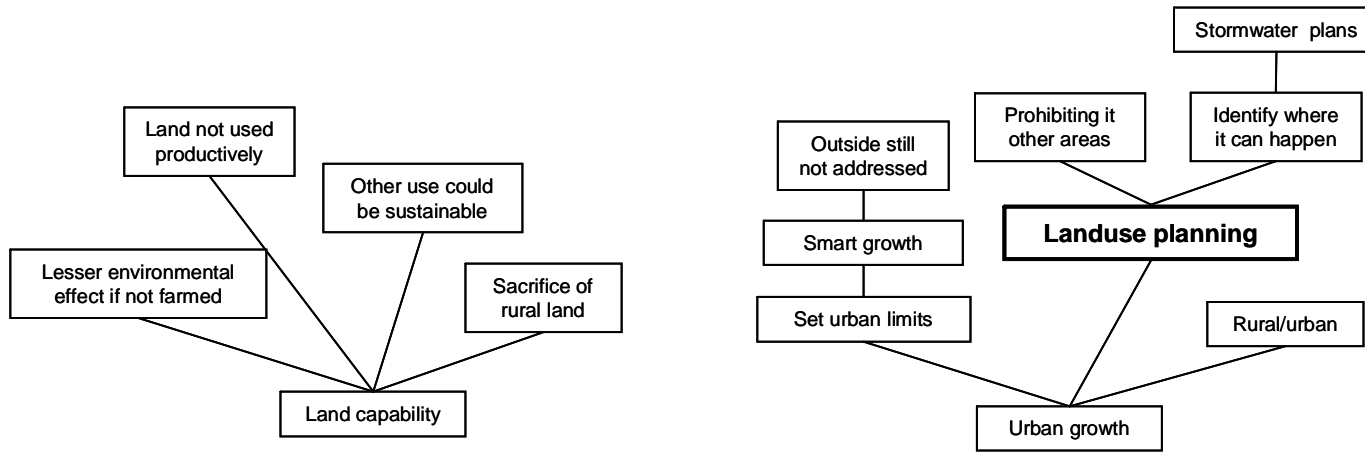 Stormwater plans
Land not used
productively
Prohibiting it
other areas
Identify where
it can happen
Outside still
not addressed
Other use could
be sustainable
Landuse planning
Smart growth
Lesser environmental
effect if not farmed
Sacrifice of
rural land
Set urban limits
Rural/urban
Land capability
Urban growth